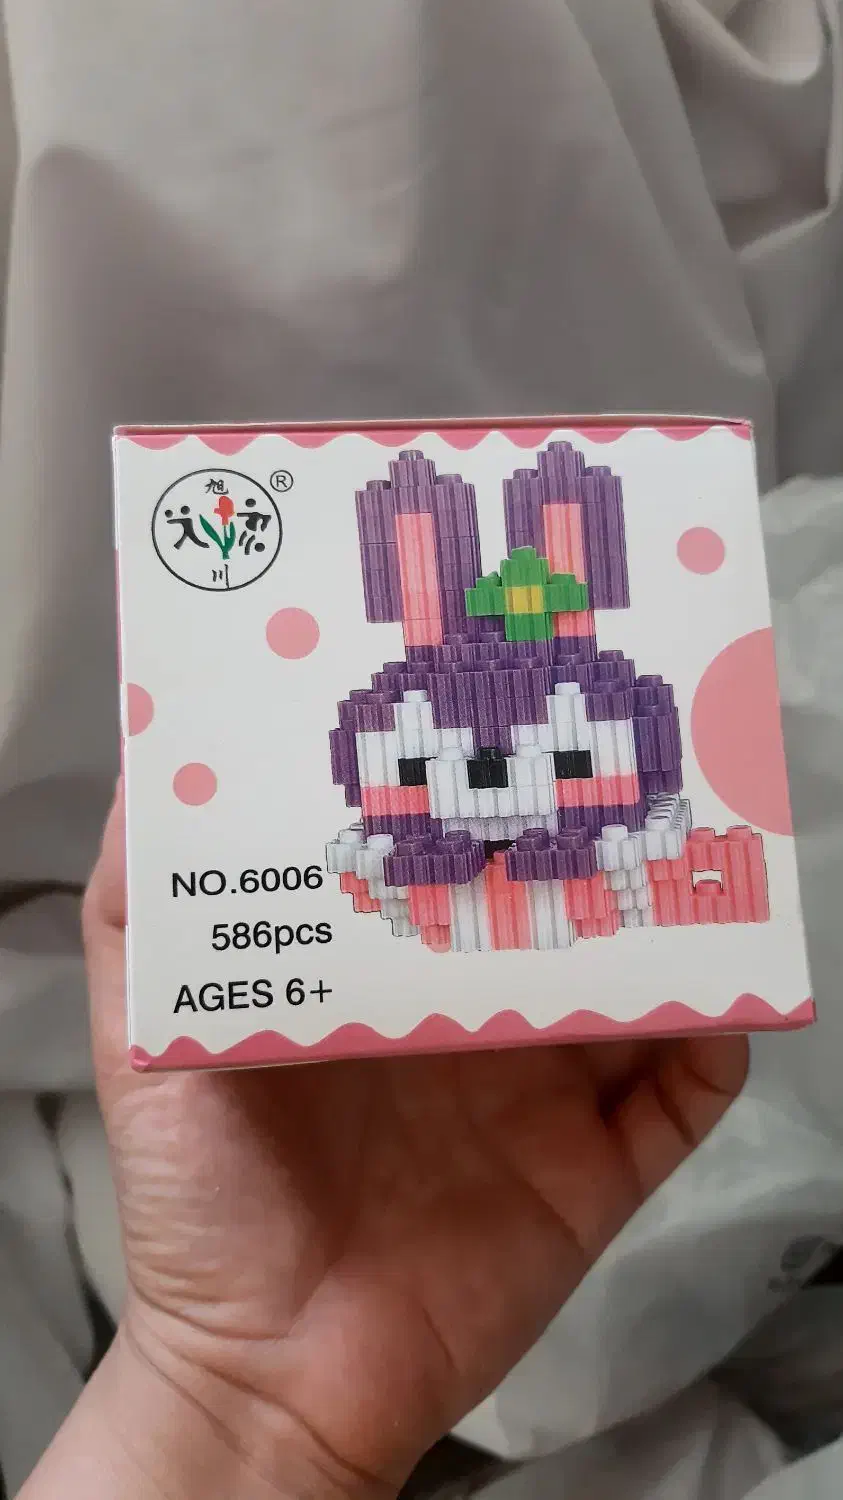 ®
旭
川
NO.6006
586pcs
AGES 6+